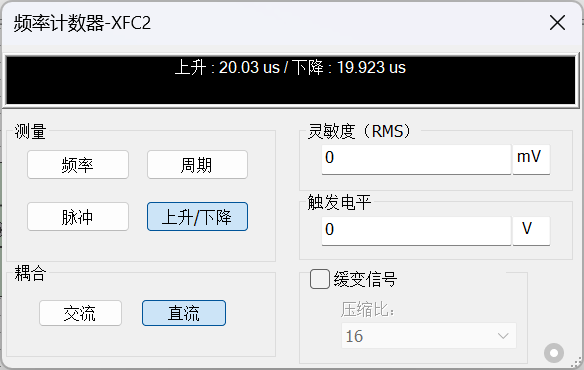 频率计数器-XFC2
上升 : 20.03 us / 下降 : 19.923 us
测量
频率
周期
脉冲
上升/下降
耦合
交流
直流
灵敏度（RMS）
0
mV
触发电平
0
V
缓变信号
压缩比:
16